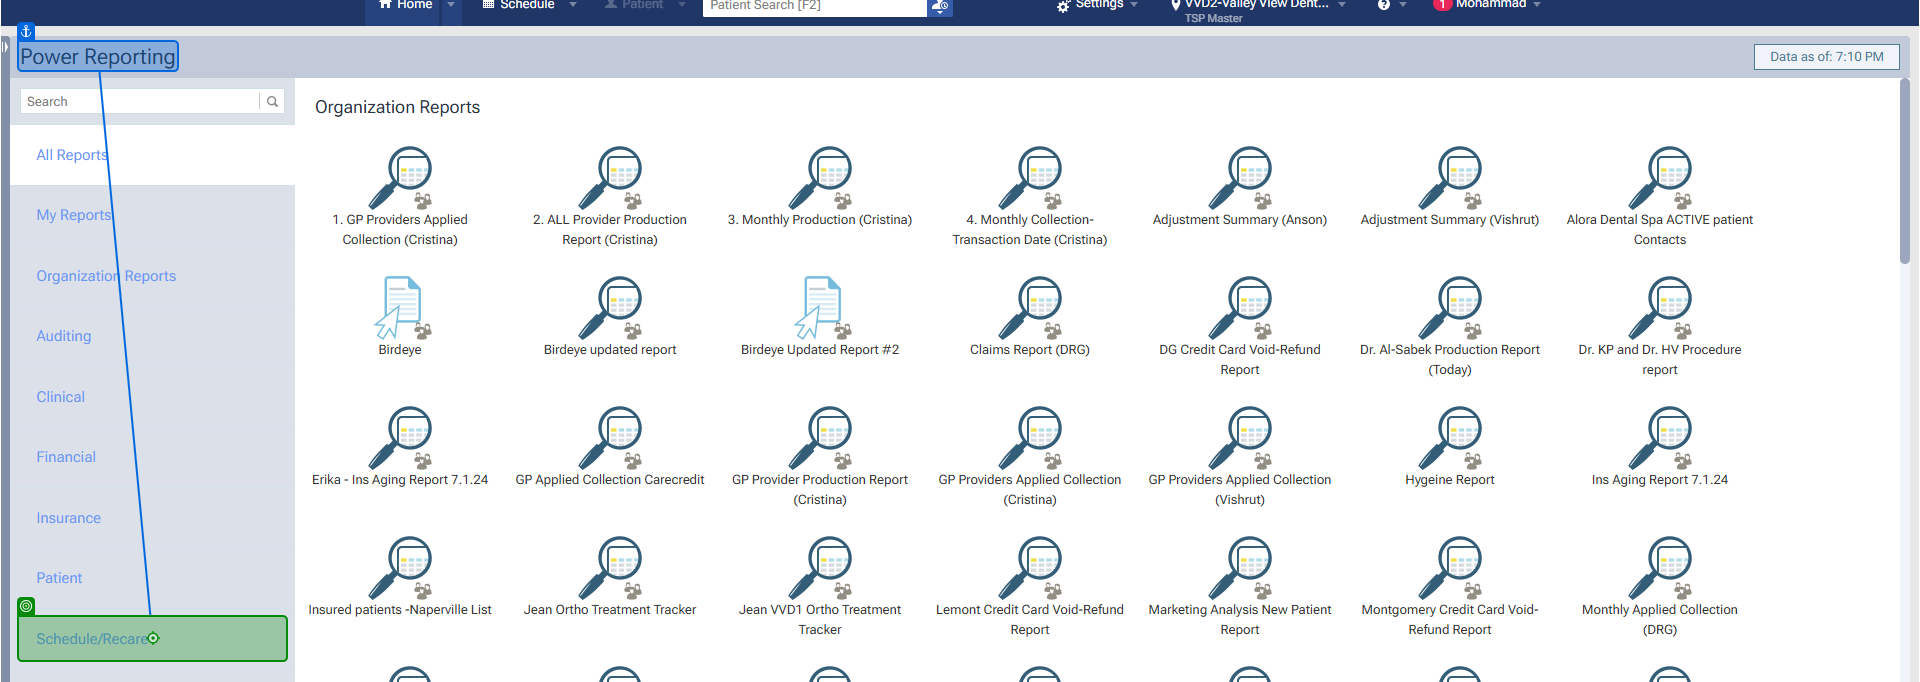 Home
Schedule
Patient
Patient Search [F2]
Settings
VVD2-Valley View Dent...
TSP Master
?
1
Mohammad
Power Reporting
Data as of: 7:10 PM
Search
All Reports
My Reports
Organization Reports
Auditing
Clinical
Financial
Insurance
Patient
Schedule/Recare
Organization Reports
1. GP Providers Applied
Collection (Cristina)
2. ALL Provider Production
Report (Cristina)
3. Monthly Production (Cristina)
4. Monthly Collection-
Transaction Date (Cristina)
Adjustment Summary (Anson)
Adjustment Summary (Vishrut)
Alora Dental Spa ACTIVE patient
Contacts
Birdeye
Birdeye updated report
Birdeye Updated Report #2
Claims Report (DRG)
DG Credit Card Void-Refund
Report
Dr. Al-Sabek Production Report
(Today)
Dr. KP and Dr. HV Procedure
report
Erika - Ins Aging Report 7.1.24
GP Applied Collection Carecredit
GP Provider Production Report
(Cristina)
GP Providers Applied Collection
(Cristina)
GP Providers Applied Collection
(Vishrut)
Hygeine Report
Ins Aging Report 7.1.24
Insured patients -Naperville List
Jean Ortho Treatment Tracker
Jean VVD1 Ortho Treatment
Tracker
Lemont Credit Card Void-Refund
Report
Marketing Analysis New Patient
Report
Montgomery Credit Card Void-
Refund Report
Monthly Applied Collection
(DRG)